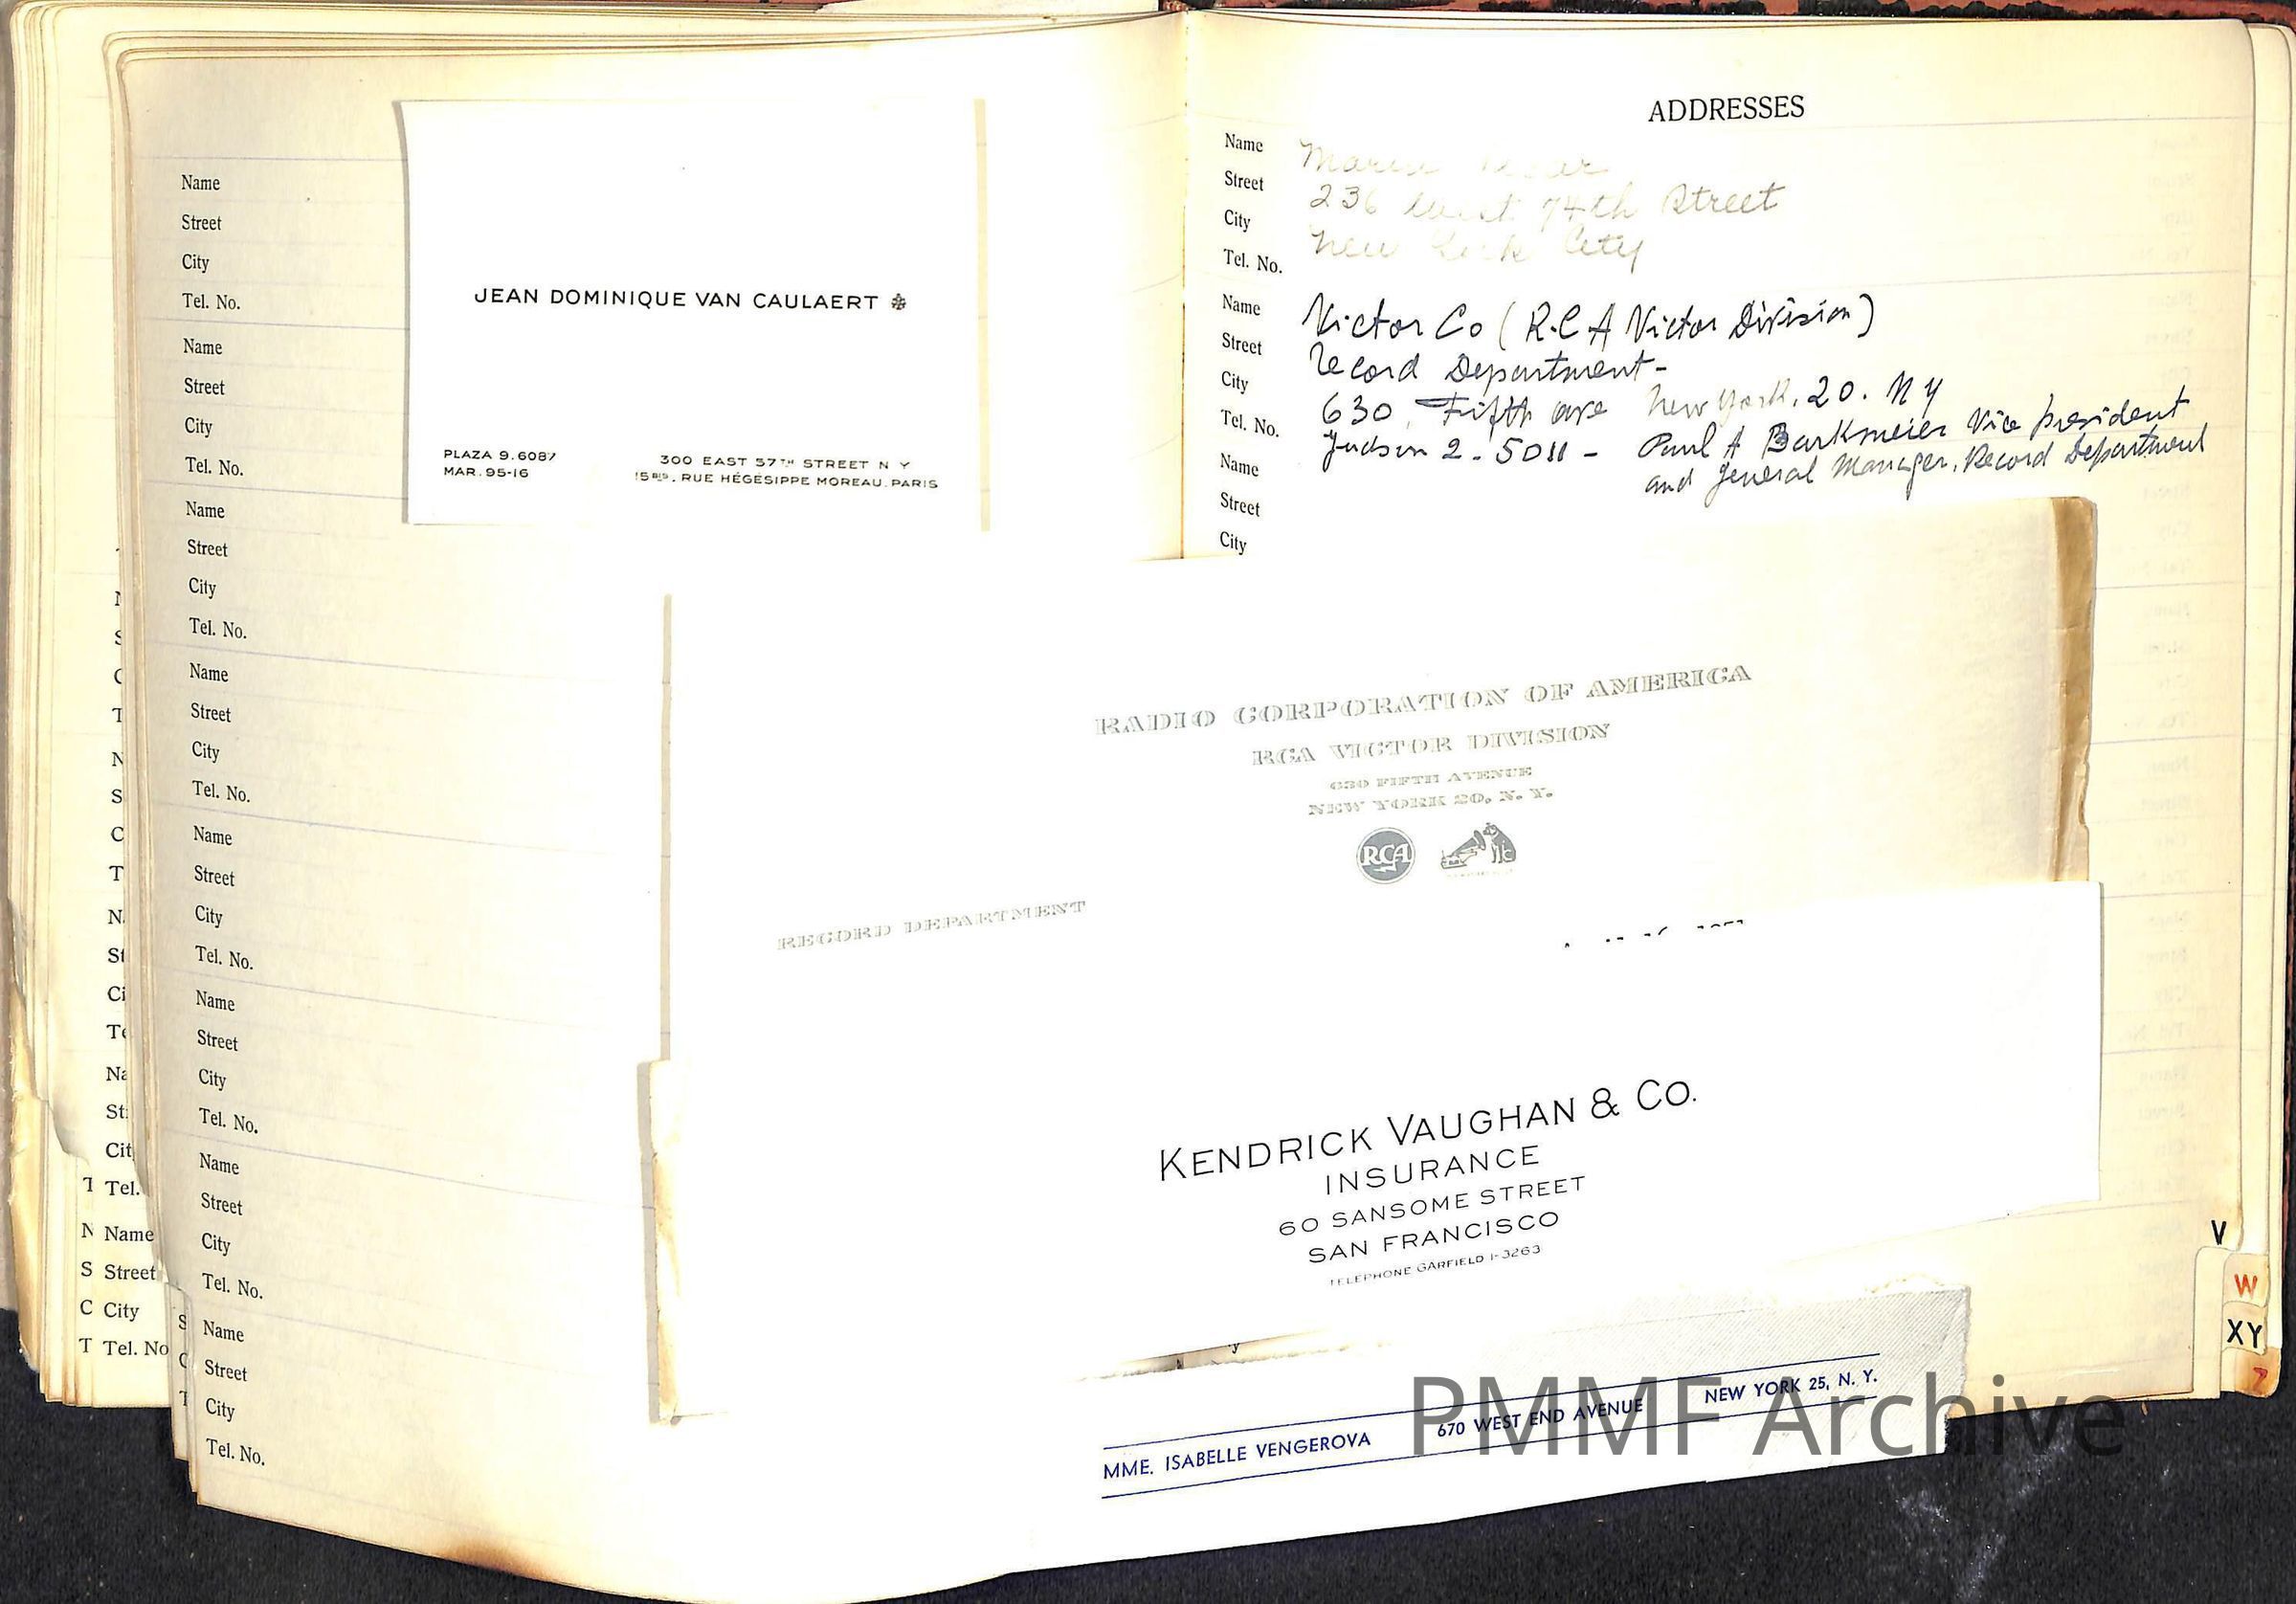 Name
Street
City
Tel. No.
Name
Street
City
Tel. No.
Name
Street
City
Tel. No.
Name
Street
City
Tel. No.
Name
Street
City
Tel. No.
Name
Street
City
Tel. No.
Name
Street
City
Tel. No.
Name
Street
City
Tel. No.
T Tel.
N Name
S Street
C City
T Tel. No
JEAN DOMINIQUE VAN CAULAERT
PLAZA 9.6087
MAR. 95-16
300 EAST 57TH STREET N Y
15BIS, RUE HÉGÉSIPPE MOREAU. PARIS
ADDRESSES
Name
Street 236 West 74th Street
City New York City
Tel. No.
Name Victor Co (R.C A Victor Division)
Street Record Department-
City 630, Fifth ave New York, 20. N Y
Tel. No. Judson 2-5011 - Paul A Barkmeier Vice President
and General Manager, Record Department
Name
Street
City
RADIO CORPORATION OF AMERICA
RCA VICTOR DIVISION
630 FIFTH AVENUE
NEW YORK 20, N. Y.
RCA
RECORD DEPARTMENT
KENDRICK VAUGHAN & CO.
INSURANCE
60 SANSOME STREET
SAN FRANCISCO
TELEPHONE GARFIELD 1-3263
MME. ISABELLE VENGEROVA 670 WEST END AVENUE NEW YORK 25, N. Y.
V
W
XY
PMMF Archive